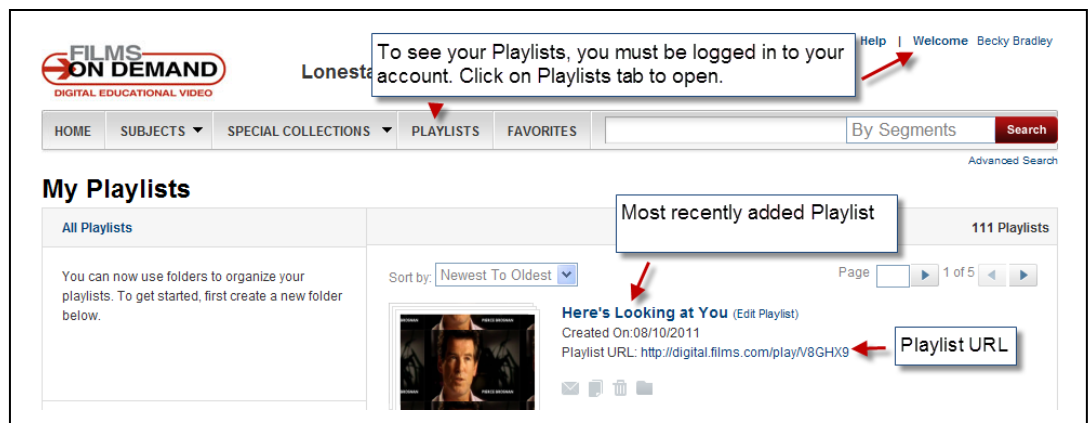 FILMS
ON DEMAND
DIGITAL EDUCATIONAL VIDEO
Lonesta
To see your Playlists, you must be logged in to your
account. Click on Playlists tab to open.
Help | Welcome Becky Bradley
HOME SUBJECTS SPECIAL COLLECTIONS PLAYLISTS FAVORITES By Segments Search
Advanced Search
My Playlists
All Playlists
Most recently added Playlist
111 Playlists
You can now use folders to organize your
playlists. To get started, first create a new folder
below.
Sort by: Newest To Oldest
Page 1 of 5
Here's Looking at You (Edit Playlist)
Created On:08/10/2011
Playlist URL: http://digital.films.com/play/V8GHX9
Playlist URL
PIERCE BROSNAN